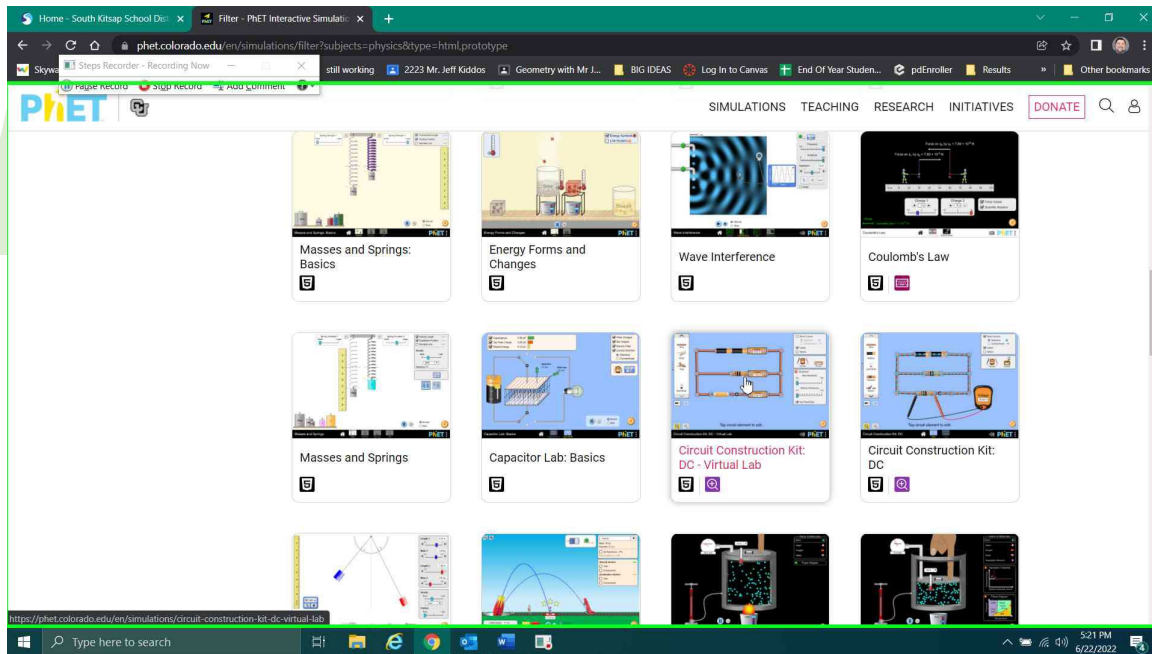 Home - South Kitsap School Dist
Filter - PhET Interactive Simulatio
phet.colorado.edu/en/simulations/filter?subjects=physics&type=html,prototype
Skywa
Steps Recorder - Recording Now
still working
2223 Mr. Jeff Kiddos
Geometry with Mr J...
BIG IDEAS
Log In to Canvas
End Of Year Studen...
pdEnroller
Results
»
Other bookmarks
Pause Record
Stop Record
Add Comment
PhET
SIMULATIONS
TEACHING
RESEARCH
INITIATIVES
DONATE
Masses and Springs:
Basics
Energy Forms and
Changes
Wave Interference
Coulomb's Law
Masses and Springs
Capacitor Lab: Basics
Circuit Construction Kit:
DC - Virtual Lab
Circuit Construction Kit:
DC
https://phet.colorado.edu/en/simulations/circuit-construction-kit-dc-virtual-lab
Type here to search
5:21 PM
6/22/2022